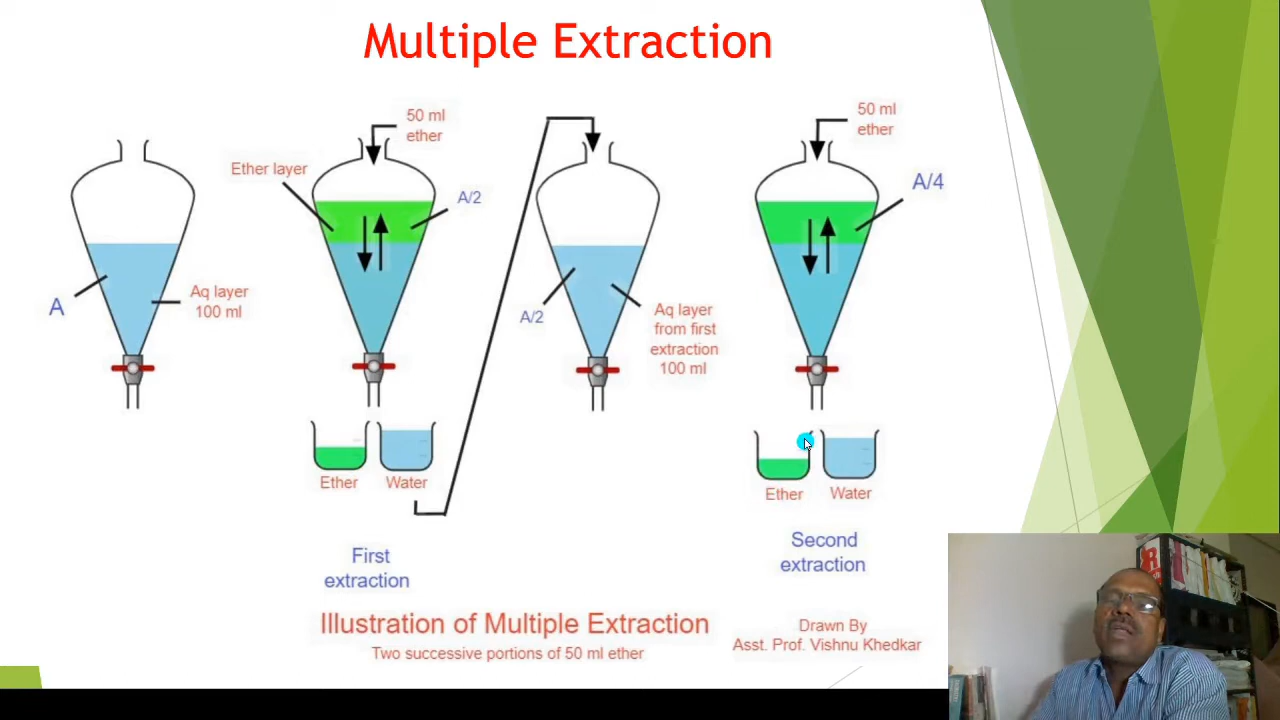 Multiple Extraction
A
Aq layer
100 ml
50 ml
ether
Ether layer
A/2
Ether
Water
First
extraction
A/2
Aq layer
from first
extraction
100 ml
50 ml
ether
A/4
Ether
Water
Second
extraction
Illustration of Multiple Extraction
Two successive portions of 50 ml ether
Drawn By
Asst. Prof. Vishnu Khedkar
R